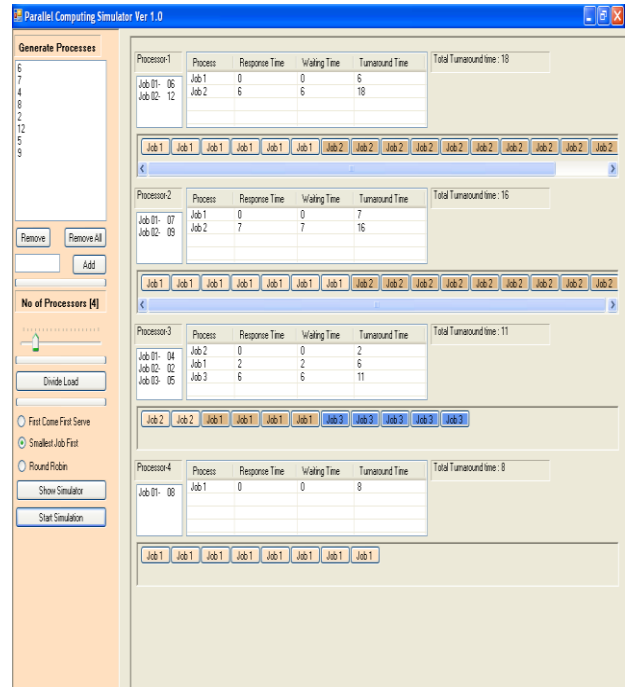 Parallel Computing Simulator Ver 1.0
Generate Processes
6
7
4
8
2
12
5
9
Remove Remove All
Add
No of Processors [4]
Divide Load
First Come First Serve
Smallest Job First
Round Robin
Show Simulator
Start Simulation
Processor-1
Job 01- 06
Job 02- 12
Process Response Time Waiting Time Turnaround Time
Job 1 0 0 6
Job 2 6 6 18
Total Turnaround time : 18
Job 1 Job 1 Job 1 Job 1 Job 1 Job 1 Job 2 Job 2 Job 2 Job 2 Job 2 Job 2 Job 2 Job 2 Job 2 Job 2
Processor-2
Job 01- 07
Job 02- 09
Process Response Time Waiting Time Turnaround Time
Job 1 0 0 7
Job 2 7 7 16
Total Turnaround time : 16
Job 1 Job 1 Job 1 Job 1 Job 1 Job 1 Job 1 Job 2 Job 2 Job 2 Job 2 Job 2 Job 2 Job 2 Job 2 Job 2
Processor-3
Job 01- 04
Job 02- 02
Job 03- 05
Process Response Time Waiting Time Turnaround Time
Job 2 0 0 2
Job 1 2 2 6
Job 3 6 6 11
Total Turnaround time : 11
Job 2 Job 2 Job 1 Job 1 Job 1 Job 1 Job 3 Job 3 Job 3 Job 3 Job 3
Processor-4
Job 01- 08
Process Response Time Waiting Time Turnaround Time
Job 1 0 0 8
Total Turnaround time : 8
Job 1 Job 1 Job 1 Job 1 Job 1 Job 1 Job 1 Job 1